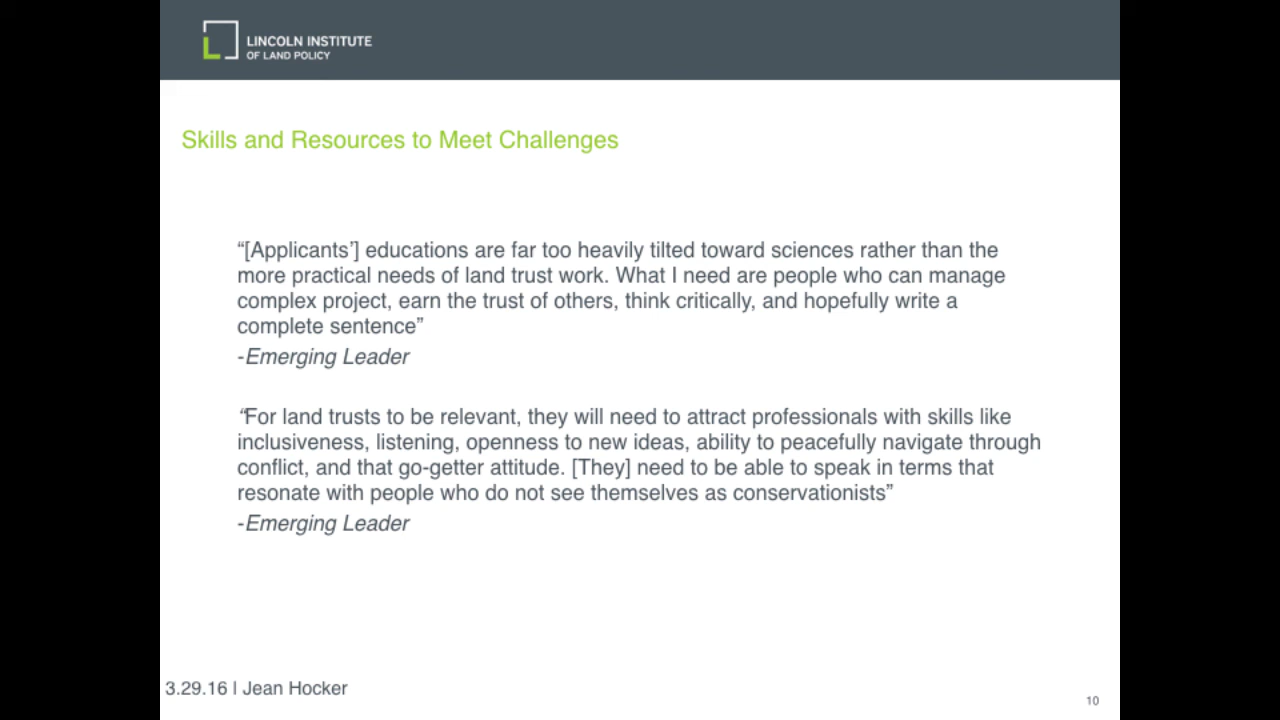 LINCOLN INSTITUTE
OF LAND POLICY
Skills and Resources to Meet Challenges
“[Applicants’] educations are far too heavily tilted toward sciences rather than the
more practical needs of land trust work. What I need are people who can manage
complex project, earn the trust of others, think critically, and hopefully write a
complete sentence”
-Emerging Leader
“For land trusts to be relevant, they will need to attract professionals with skills like
inclusiveness, listening, openness to new ideas, ability to peacefully navigate through
conflict, and that go-getter attitude. [They] need to be able to speak in terms that
resonate with people who do not see themselves as conservationists”
-Emerging Leader
3.29.16 | Jean Hocker
10